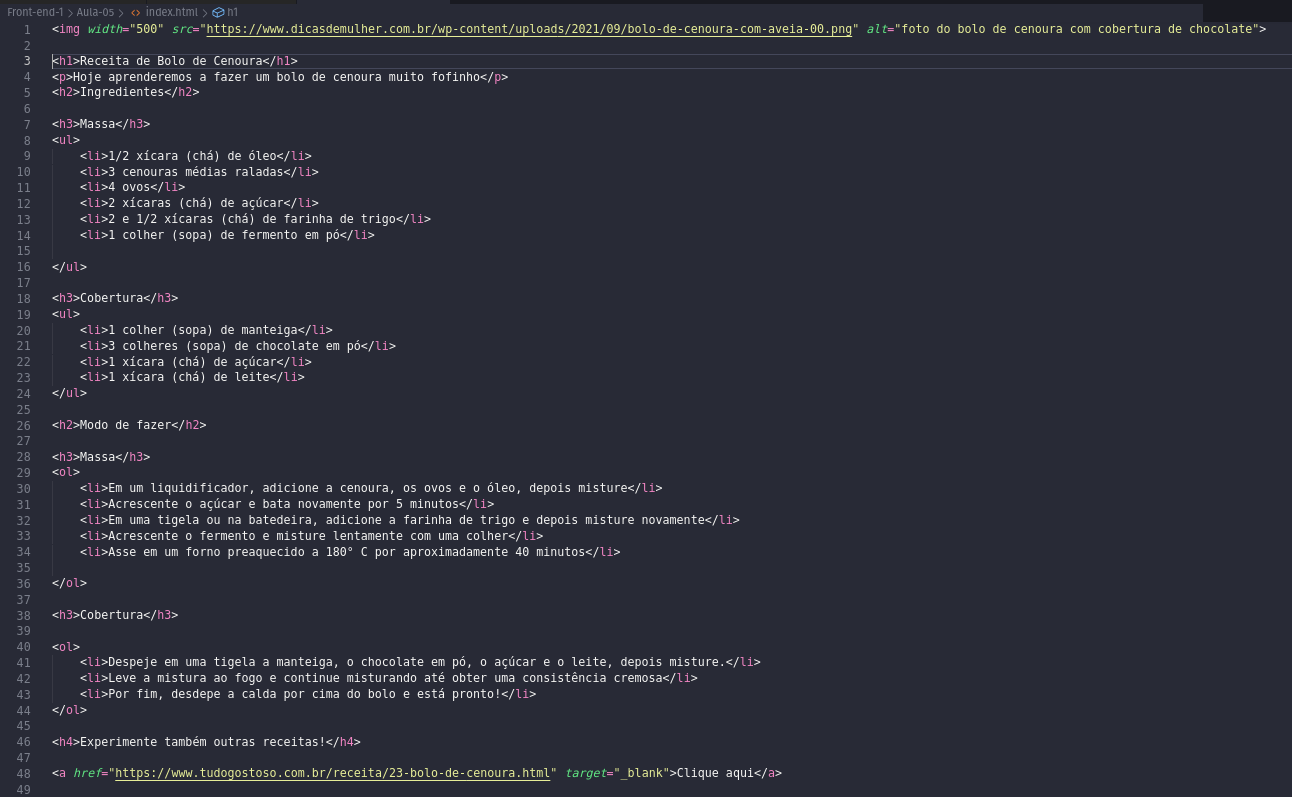 Front-end-1 > Aula-05 > <> index.html > h1
1 <img width="500" src="https://www.dicasdemulher.com.br/wp-content/uploads/2021/09/bolo-de-cenoura-com-aveia-00.png" alt="foto do bolo de cenoura com cobertura de chocolate">
2
3 <h1>Receita de Bolo de Cenoura</h1>
4 <p>Hoje aprenderemos a fazer um bolo de cenoura muito fofinho</p>
5 <h2>Ingredientes</h2>
6
7 <h3>Massa</h3>
8 <ul>
9 <li>1/2 xícara (chá) de óleo</li>
10 <li>3 cenouras médias raladas</li>
11 <li>4 ovos</li>
12 <li>2 xícaras (chá) de açúcar</li>
13 <li>2 e 1/2 xícaras (chá) de farinha de trigo</li>
14 <li>1 colher (sopa) de fermento em pó</li>
15
16 </ul>
17
18 <h3>Cobertura</h3>
19 <ul>
20 <li>1 colher (sopa) de manteiga</li>
21 <li>3 colheres (sopa) de chocolate em pó</li>
22 <li>1 xícara (chá) de açúcar</li>
23 <li>1 xícara (chá) de leite</li>
24 </ul>
25
26 <h2>Modo de fazer</h2>
27
28 <h3>Massa</h3>
29 <ol>
30 <li>Em um liquidificador, adicione a cenoura, os ovos e o óleo, depois misture</li>
31 <li>Acrescente o açúcar e bata novamente por 5 minutos</li>
32 <li>Em uma tigela ou na batedeira, adicione a farinha de trigo e depois misture novamente</li>
33 <li>Acrescente o fermento e misture lentamente com uma colher</li>
34 <li>Asse em um forno preaquecido a 180° C por aproximadamente 40 minutos</li>
35
36 </ol>
37
38 <h3>Cobertura</h3>
39
40 <ol>
41 <li>Despeje em uma tigela a manteiga, o chocolate em pó, o açúcar e o leite, depois misture.</li>
42 <li>Leve a mistura ao fogo e continue misturando até obter uma consistência cremosa</li>
43 <li>Por fim, desdepe a calda por cima do bolo e está pronto!</li>
44 </ol>
45
46 <h4>Experimente também outras receitas!</h4>
47
48 <a href="https://www.tudogostoso.com.br/receita/23-bolo-de-cenoura.html" target="_blank">Clique aqui</a>
49